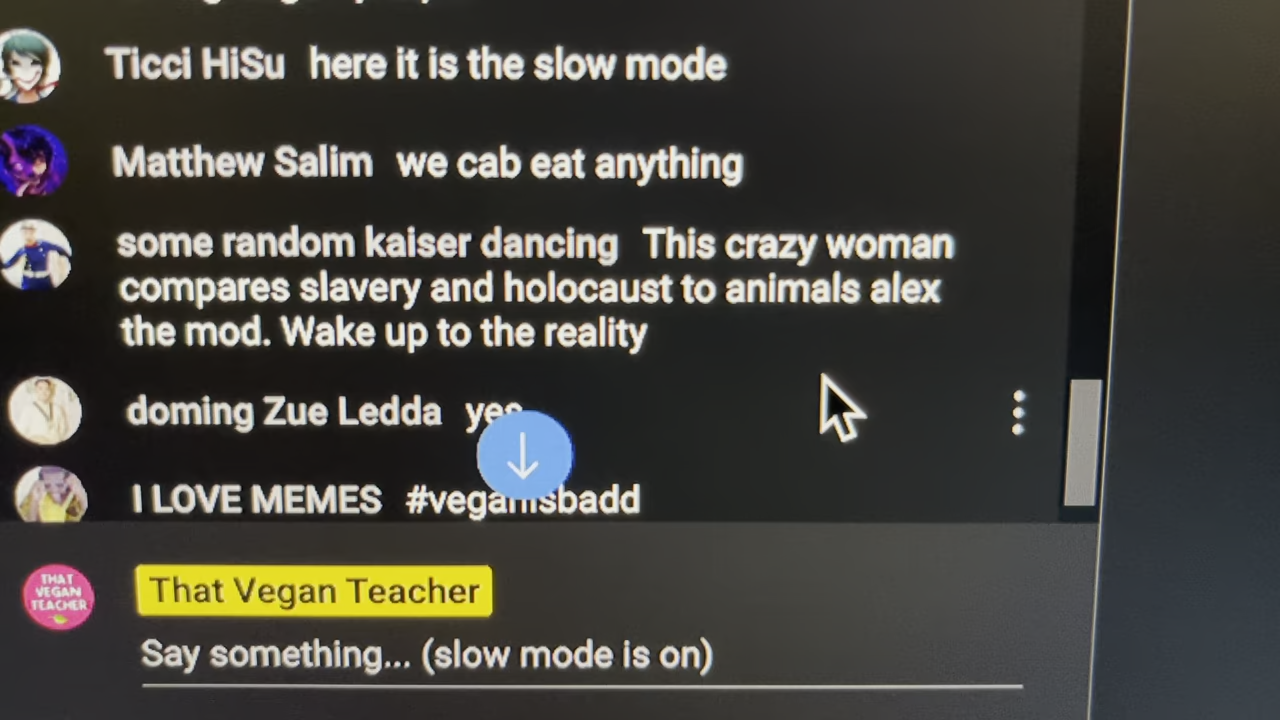 Ticci HiSu here it is the slow mode
Matthew Salim we cab eat anything
some random kaiser dancing This crazy woman
compares slavery and holocaust to animals alex
the mod. Wake up to the reality
doming Zue Ledda yes
I LOVE MEMES #veganisbadd
THAT
VEGAN
TEACHER
That Vegan Teacher
Say something... (slow mode is on)